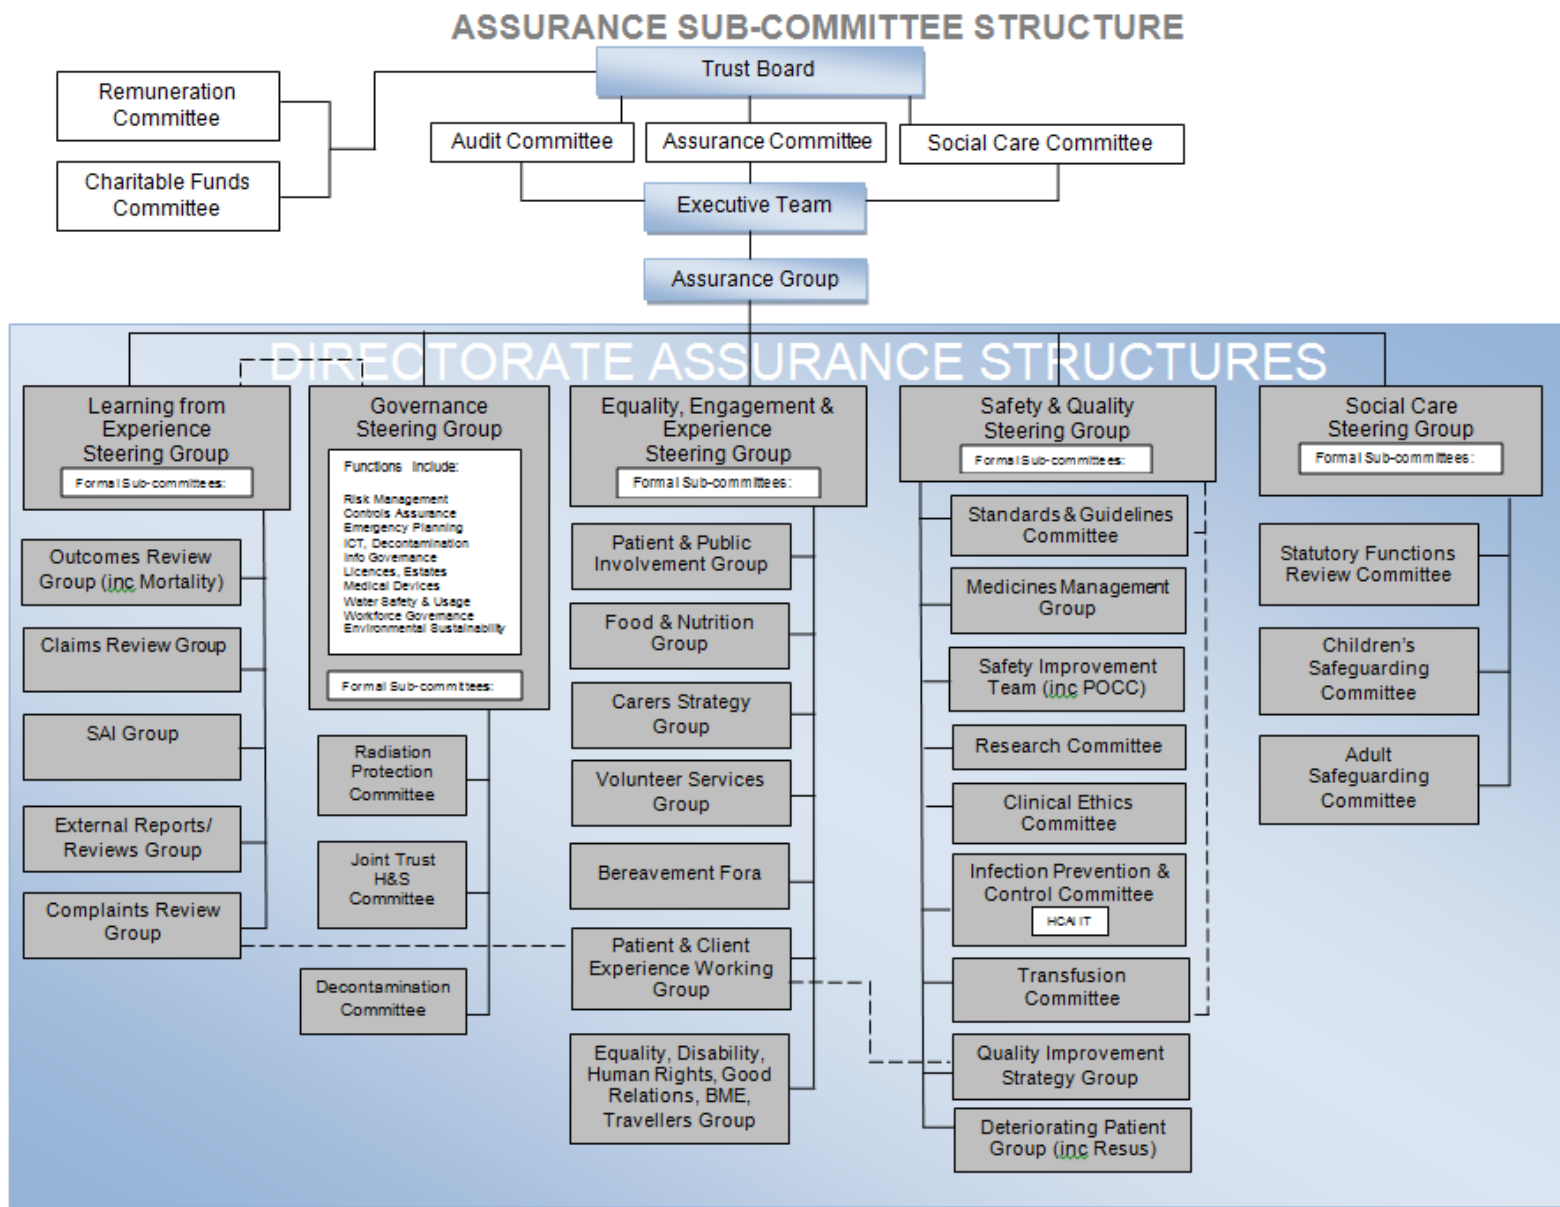 ASSURANCE SUB-COMMITTEE STRUCTURE
Trust Board
Remuneration
Committee
Charitable Funds
Committee
Audit Committee
Assurance Committee
Social Care Committee
Executive Team
Assurance Group
DIRECTORATE ASSURANCE STRUCTURES
Learning from
Experience
Steering Group
Formal Sub-committees:
Outcomes Review
Group (inc Mortality)
Claims Review Group
SAI Group
External Reports/
Reviews Group
Complaints Review
Group
Governance
Steering Group
Functions Include:
Risk Management
Controls Assurance
Emergency Planning
ICT, Decontamination
Info Governance
Licences, Estates
Medical Devices
Water Safety & Usage
Workforce Governance
Environmental Sustainability
Formal Sub-committees:
Radiation
Protection
Committee
Joint Trust
H&S
Committee
Decontamination
Committee
Equality, Engagement &
Experience
Steering Group
Formal Sub-committees:
Patient & Public
Involvement Group
Food & Nutrition
Group
Carers Strategy
Group
Volunteer Services
Group
Bereavement Fora
Patient & Client
Experience Working
Group
Equality, Disability,
Human Rights, Good
Relations, BME,
Travellers Group
Safety & Quality
Steering Group
Formal Sub-committees:
Standards & Guidelines
Committee
Medicines Management
Group
Safety Improvement
Team (inc POCC)
Research Committee
Clinical Ethics
Committee
Infection Prevention &
Control Committee
HCAI IT
Transfusion
Committee
Quality Improvement
Strategy Group
Deteriorating Patient
Group (inc Resus)
Social Care
Steering Group
Formal Sub-committees:
Statutory Functions
Review Committee
Children's
Safeguarding
Committee
Adult
Safeguarding
Committee